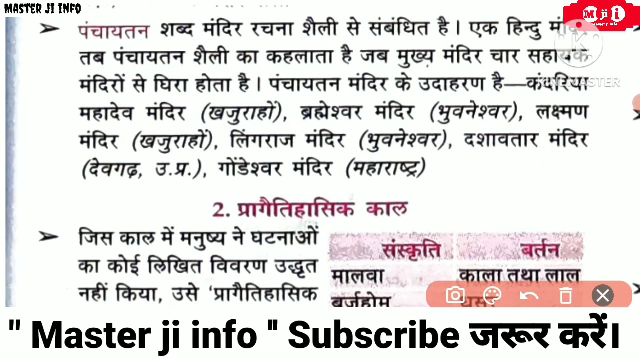 MASTER JI INFO
Mji
➤ पंचायतन शब्द मंदिर रचना शैली से संबंधित है। एक हिन्दु
तब पंचायतन शैली का कहलाता है जब मुख्य मंदिर चार सहायक
मंदिरों से घिरा होता है। पंचायतन मंदिर के उदाहरण है—कंदरिया
महादेव मंदिर (खजुराहो), ब्रह्मेश्वर मंदिर (भुवनेश्वर), लक्ष्मण
मंदिर (खजुराहो), लिंगराज मंदिर (भुवनेश्वर), दशावतार मंदिर
(देवगढ़, उ.प्र.), गोंडेश्वर मंदिर (महाराष्ट्र)
2. प्रागैतिहासिक काल
➤ जिस काल में मनुष्य ने घटनाओं
का कोई लिखित विवरण उद्धृत
नहीं किया, उसे 'प्रागैतिहासिक
संस्कृति बर्तन
मालवा काला तथा लाल
बुर्जहोम
" Master ji info " Subscribe जरूर करें।